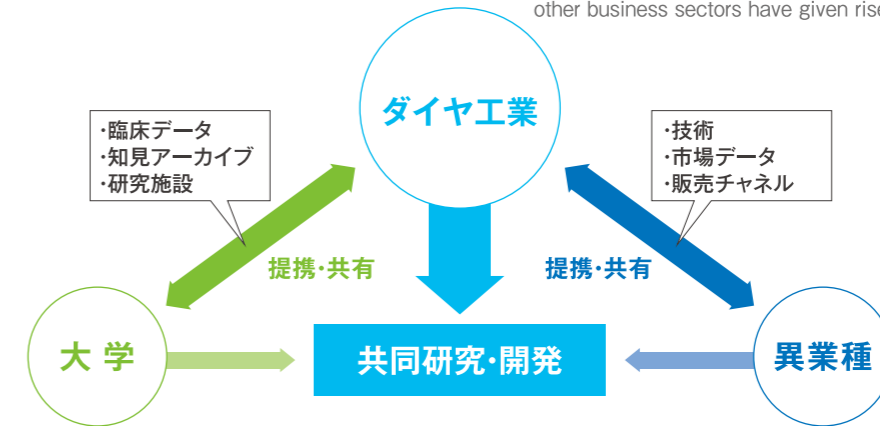 other business sectors have given rise
ダイヤ工業
・臨床データ
・知見アーカイブ
・研究施設
・技術
・市場データ
・販売チャネル
提携・共有
提携・共有
大 学
共同研究・開発
異業種